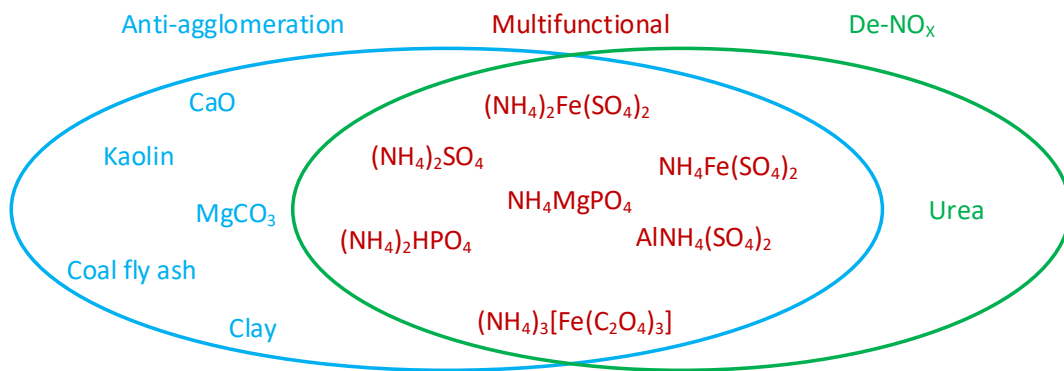 Anti-agglomeration Multifunctional De-NOₓ
CaO
(NH₄)₂Fe(SO₄)₂
Kaolin
(NH₄)₂SO₄
NH₄Fe(SO₄)₂
MgCO₃
NH₄MgPO₄
Urea
(NH₄)₂HPO₄
AlNH₄(SO₄)₂
Coal fly ash
Clay
(NH₄)₃[Fe(C₂O₄)₃]